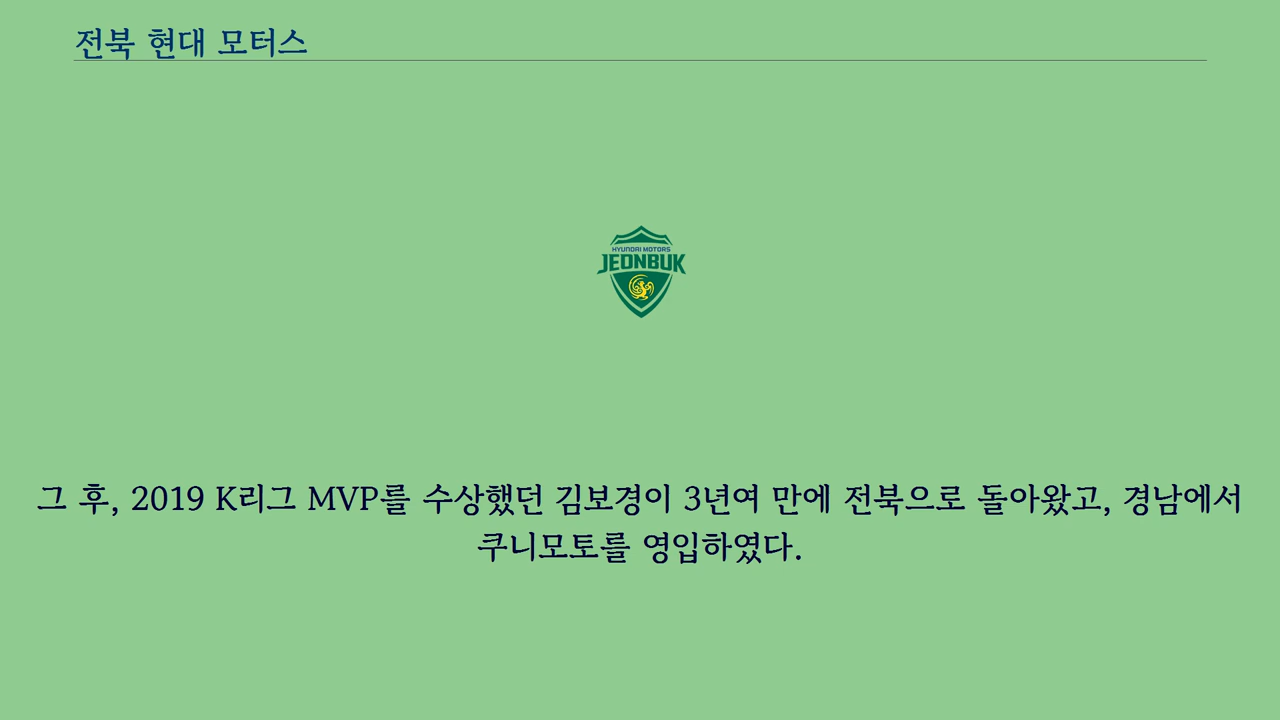 전북 현대 모터스
HYUNDAI MOTORS
JEONBUK
그 후, 2019 K리그 MVP를 수상했던 김보경이 3년여 만에 전북으로 돌아왔고, 경남에서
쿠니모토를 영입하였다.